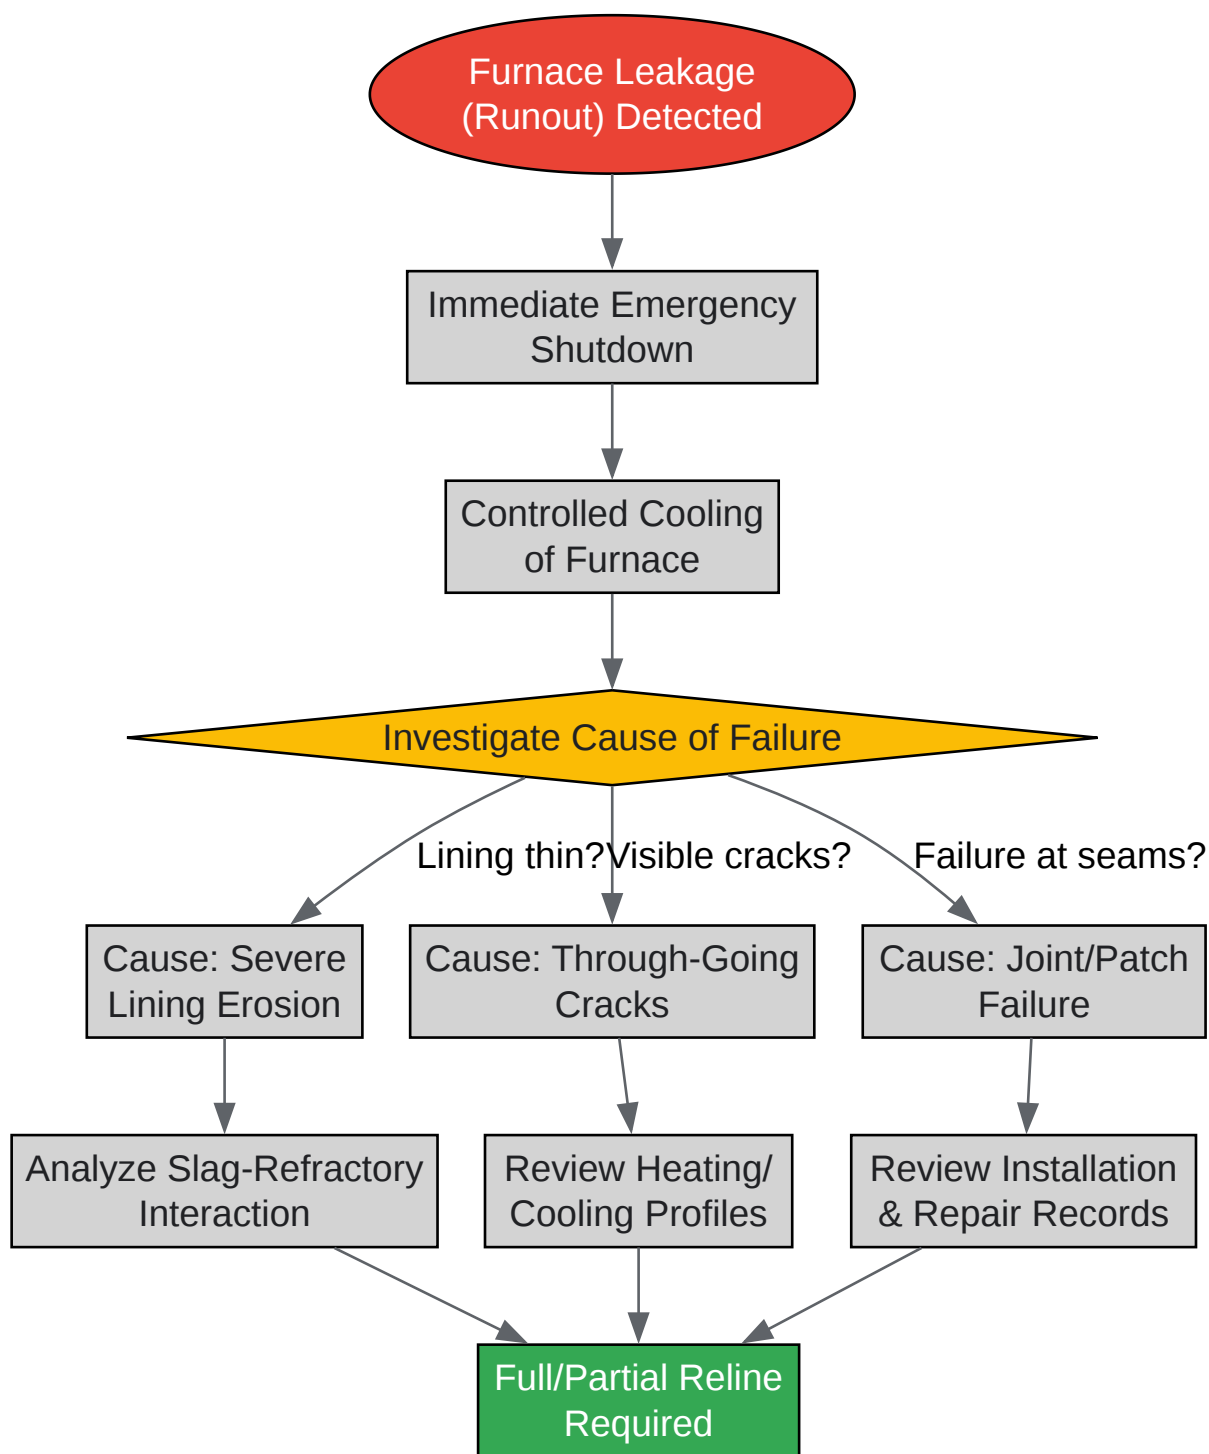 Furnace Leakage
(Runout) Detected
Immediate Emergency
Shutdown
Controlled Cooling
of Furnace
Investigate Cause of Failure
Lining thin?
Visible cracks?
Failure at seams?
Cause: Severe
Lining Erosion
Cause: Through-Going
Cracks
Cause: Joint/Patch
Failure
Analyze Slag-Refractory
Interaction
Review Heating/
Cooling Profiles
Review Installation
& Repair Records
Full/Partial Reline
Required